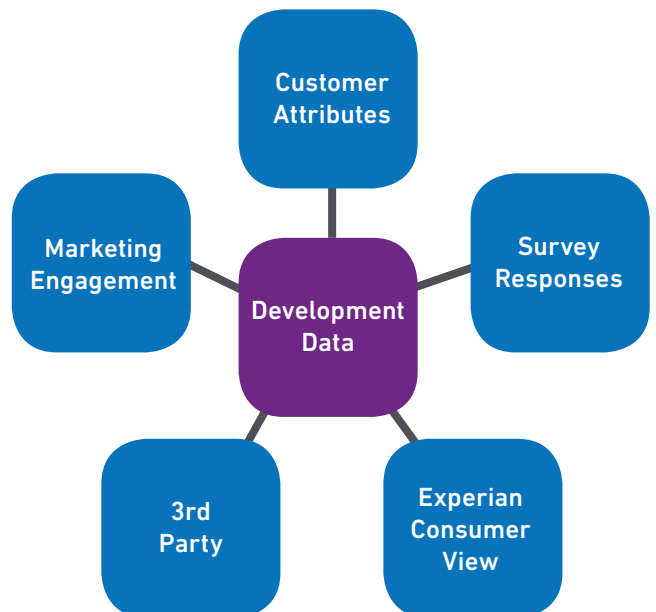 Customer
Attributes
Marketing
Engagement
Survey
Responses
Development
Data
3rd
Party
Experian
Consumer
View